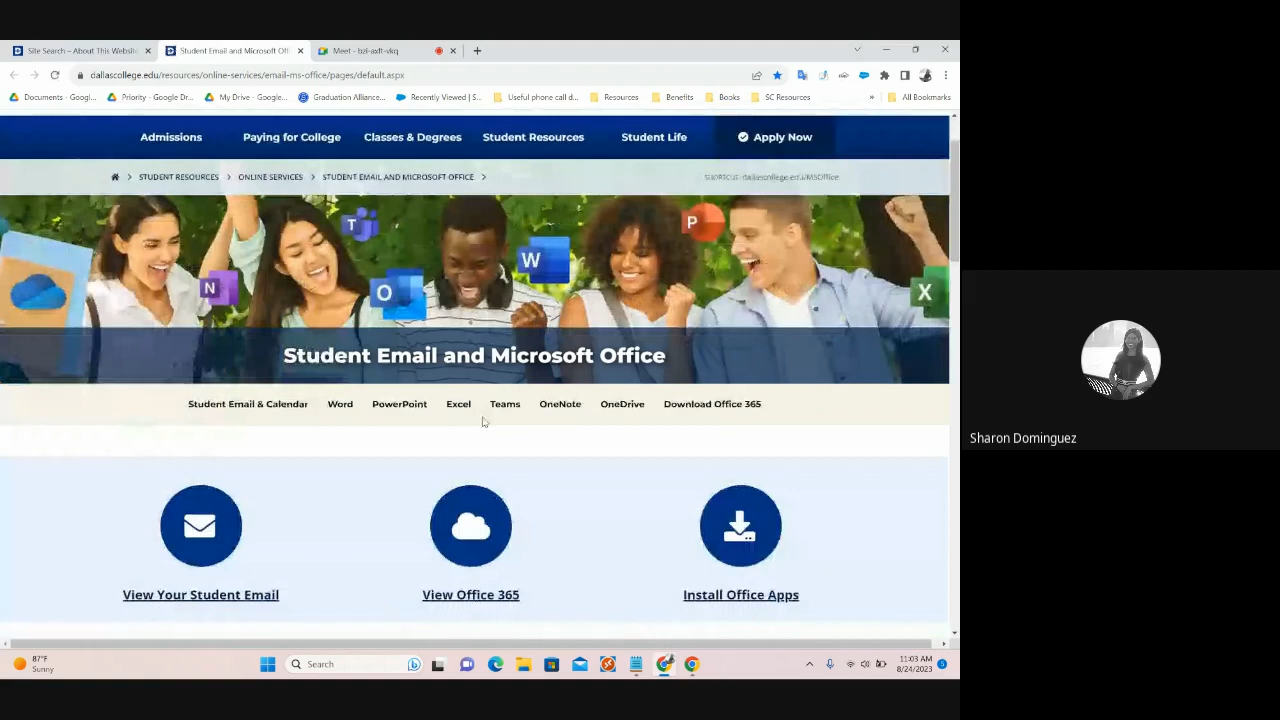 Site Search – About This Website
Student Email and Microsoft Offi
Meet - bzi-axft-vkq
dallascollege.edu/resources/online-services/email-ms-office/pages/default.aspx
Documents - Googl...
Priority - Google Dr...
My Drive - Google...
Graduation Alliance...
Recently Viewed | S...
Useful phone call d...
Resources
Benefits
Books
SC Resources
»
All Bookmarks
Admissions
Paying for College
Classes & Degrees
Student Resources
Student Life
Apply Now
STUDENT RESOURCES
ONLINE SERVICES
STUDENT EMAIL AND MICROSOFT OFFICE
SHORTCUT: dallascollege.edu/MSOffice
T
P
W
N
O
X
Student Email and Microsoft Office
Student Email & Calendar
Word
PowerPoint
Excel
Teams
OneNote
OneDrive
Download Office 365
View Your Student Email
View Office 365
Install Office Apps
Sharon Dominguez
87°F
Sunny
Search
11:03 AM
8/24/2023